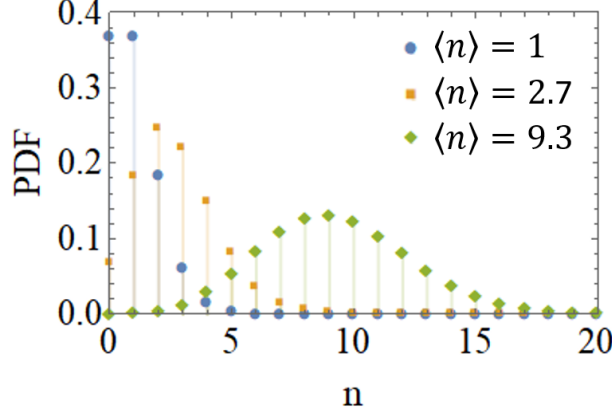 0.4
0.3
0.2
0.1
0.0
PDF
⟨n⟩ = 1
⟨n⟩ = 2.7
⟨n⟩ = 9.3
0 5 10 15 20
n